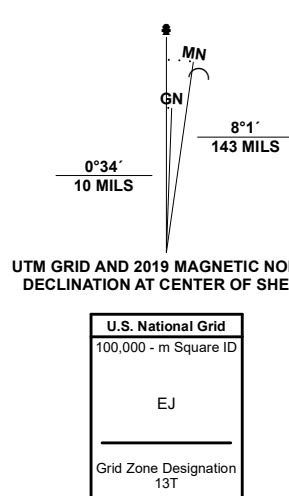 MN
GN
8°1´
143 MILS
0°34´
10 MILS
UTM GRID AND 2019 MAGNETIC NO
DECLINATION AT CENTER OF SHE
U.S. National Grid
100,000 - m Square ID
EJ
Grid Zone Designation
13T